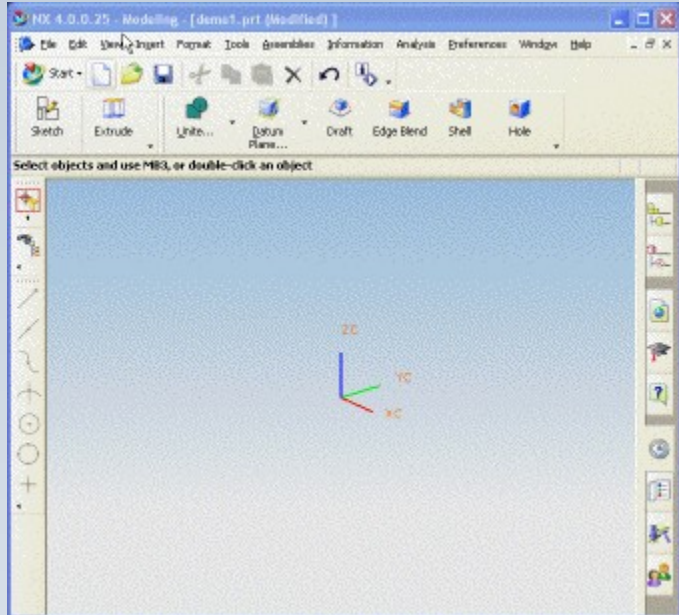 NX 4.0.0.25 - Modeling - [demo1.prt (Modified) ]
File Edit View Insert Format Tools Assemblies Information Analysis Preferences Window Help
Start
Sketch Extrude Unite... Datum Plane... Draft Edge Blend Shell Hole
Select objects and use MB3, or double-click an object
ZC
YC
XC